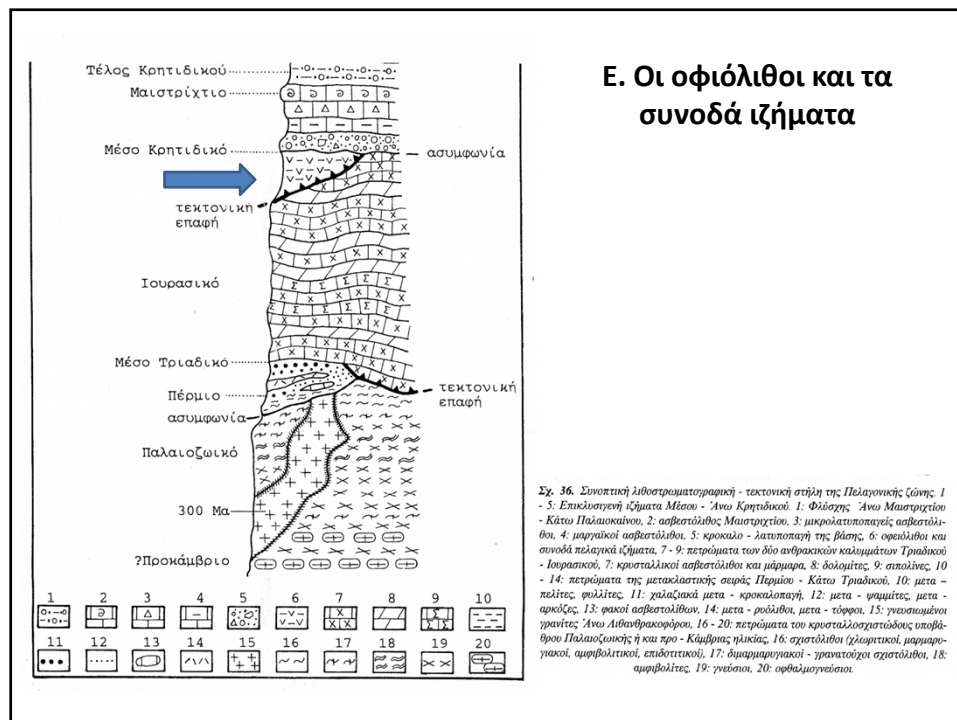 Ε. Οι οφιόλιθοι και τα
συνοδά ιζήματα
Τέλος Κρητιδικού
Μαιστρίχτιο
Μέσο Κρητιδικό
ασυμφωνία
τεκτονική
επαφή
Ιουρασικό
Μέσο Τριαδικό
τεκτονική
επαφή
Πέρμιο
ασυμφωνία
Παλαιοζωικό
300 Μα
?Προκάμβριο
1 2 3 4 5 6 7 8 9 10
11 12 13 14 15 16 17 18 19 20
Σχ. 36. Συνοπτική λιθοστρωματογραφική - τεκτονική στήλη της Πελαγονικής ζώνης. 1
- 5: Επικλυσιγενή ιζήματα Μέσου - Άνω Κρητιδικού. 1: Φλύσχης Άνω Μαιστριχτίου
- Κάτω Παλαιοκαίνου, 2: ασβεστόλιθος Μαιστριχτίου, 3: μικρολατυποπαγείς ασβεστόλι-
θοι, 4: μαργαϊκοί ασβεστόλιθοι, 5: κροκαλο - λατυποπαγή της βάσης, 6: οφειόλιθοι και
συνοδά πελαγικά ιζήματα, 7 - 9: πετρώματα των δύο ανθρακικών καλυμμάτων Τριαδικού
- Ιουρασικού, 7: κρυσταλλικοί ασβεστόλιθοι και μάρμαρα, 8: δολομίτες, 9: σιπολίνες, 10
- 14: πετρώματα της μετακλαστικής σειράς Περμίου - Κάτω Τριαδικού, 10: μετα –
πελίτες, φυλλίτες, 11: χαλαζιακά μετα - κροκαλοπαγή, 12: μετα - ψαμμίτες, μετα -
αρκόζες, 13: φακοί ασβεστολίθων, 14: μετα - ρυόλιθοι, μετα - τόφφοι, 15: γνευσιωμένοι
γρανίτες Άνω Λιθανθρακοφόρου, 16 - 20: πετρώματα του κρυσταλλοσχιστώδους υποβά-
θρου Παλαιοζωικής ή και προ - Κάμβριας ηλικίας, 16: σχιστόλιθοι (χλωριτικοί, μαρμαρυ-
γιακοί, αμφιβολιτικοί, επιδοτιτικοί), 17: διμαρμαρυγιακοί - γρανατούχοι σχιστόλιθοι, 18:
αμφιβολίτες, 19: γνεύσιοι, 20: οφθαλμογνεύσιοι.